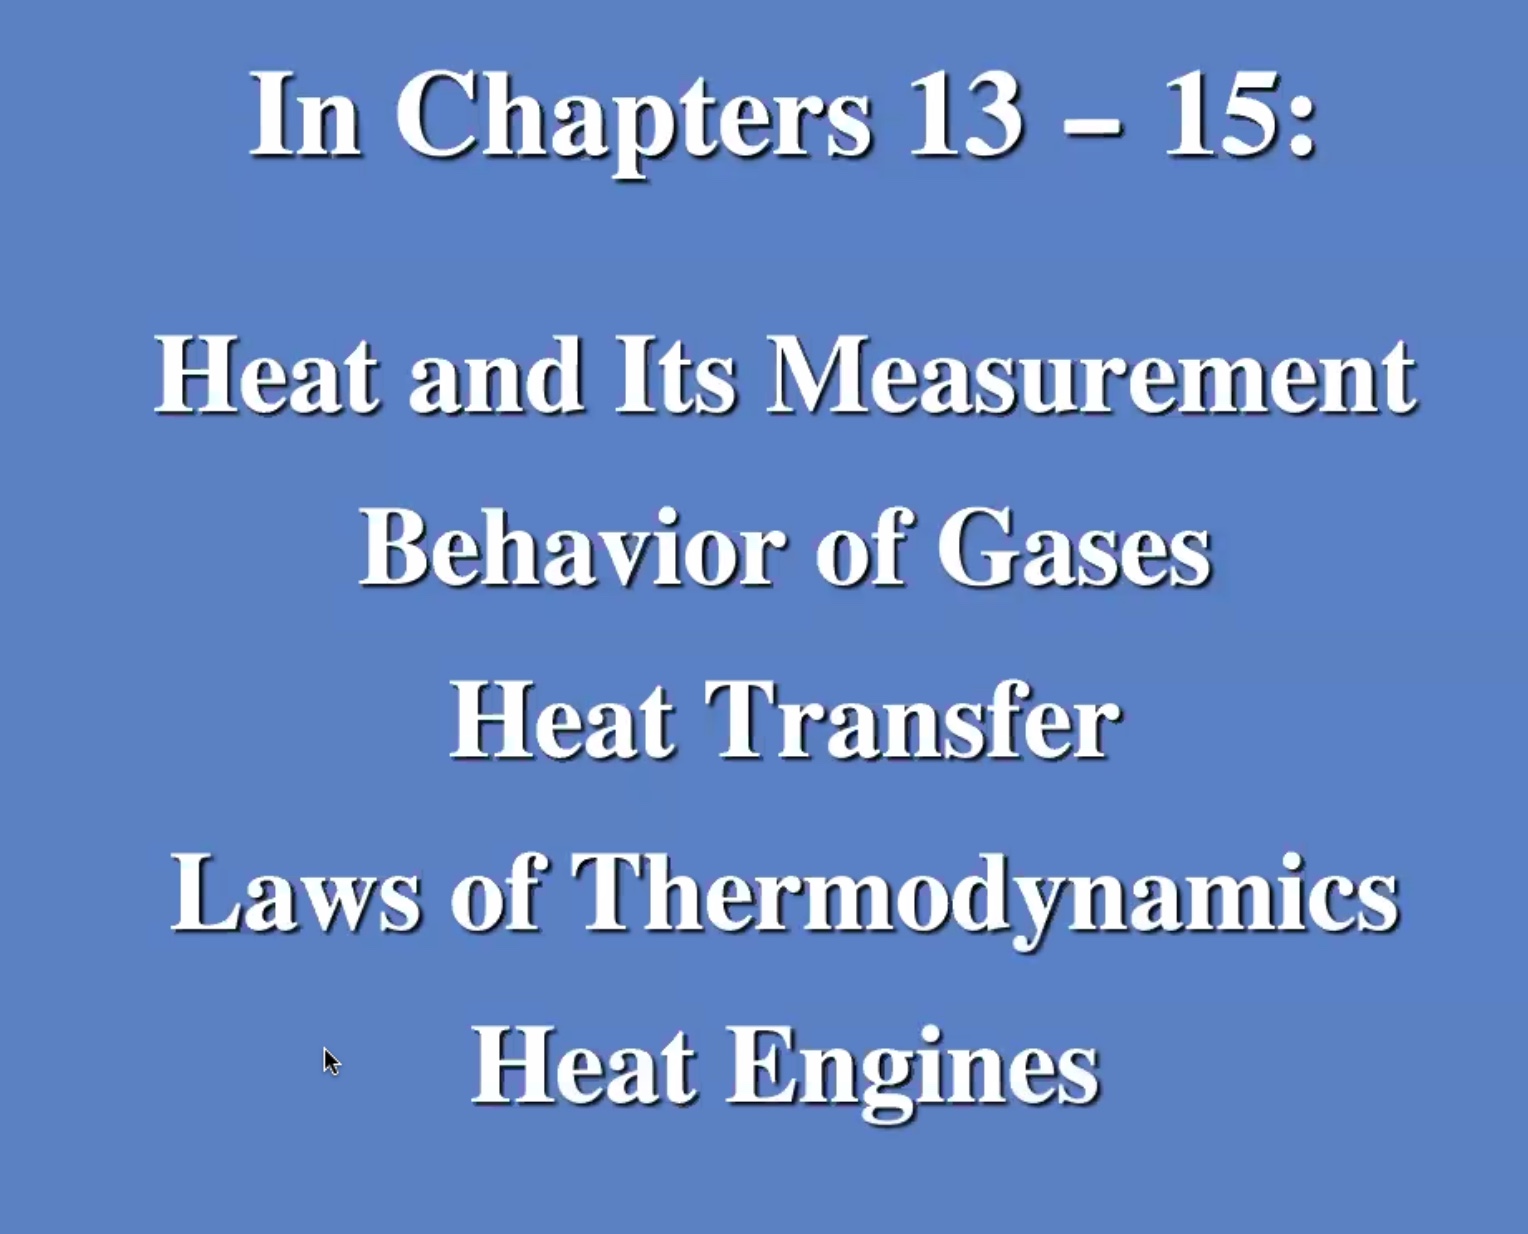 In Chapters 13 – 15:
Heat and Its Measurement
Behavior of Gases
Heat Transfer
Laws of Thermodynamics
Heat Engines